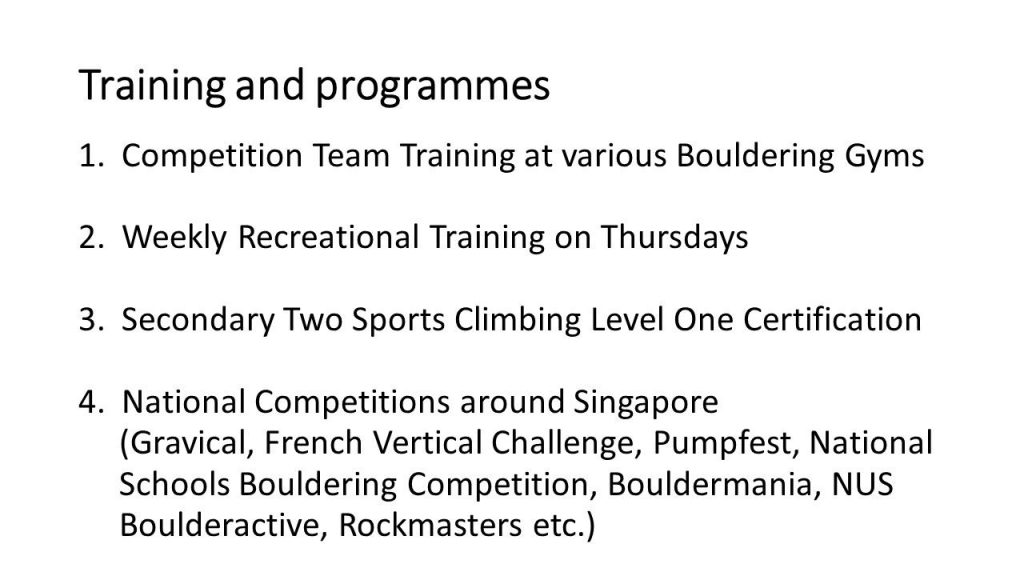 Training and programmes
1. Competition Team Training at various Bouldering Gyms
2. Weekly Recreational Training on Thursdays
3. Secondary Two Sports Climbing Level One Certification
4. National Competitions around Singapore
(Gravical, French Vertical Challenge, Pumpfest, National
Schools Bouldering Competition, Bouldermania, NUS
Boulderactive, Rockmasters etc.)